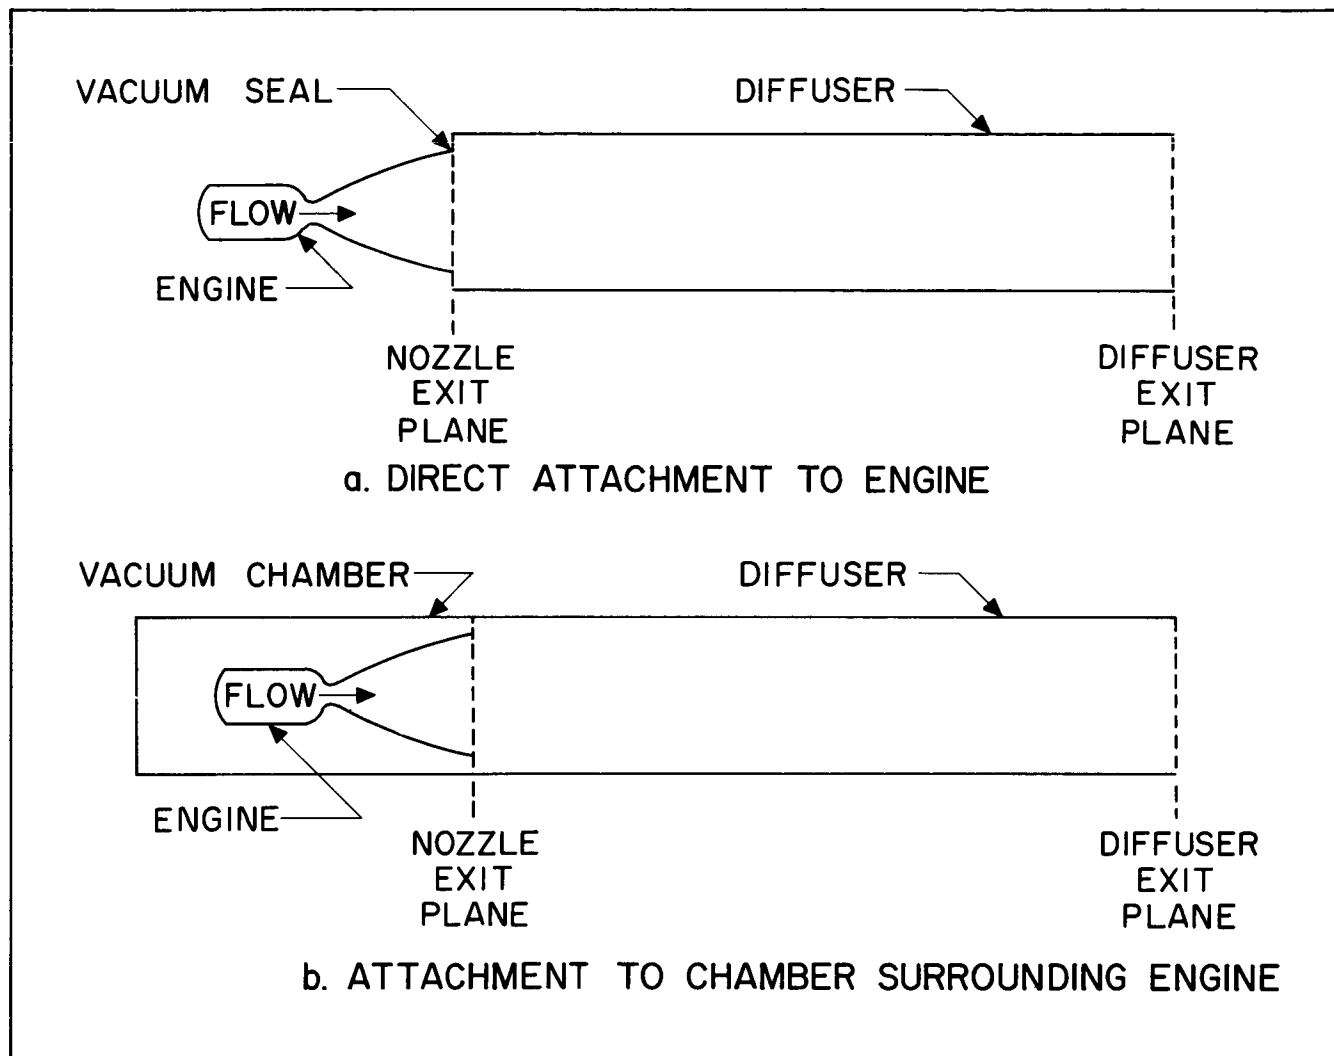 VACUUM SEAL
DIFFUSER
FLOW
ENGINE
NOZZLE
EXIT
PLANE
DIFFUSER
EXIT
PLANE
a. DIRECT ATTACHMENT TO ENGINE
VACUUM CHAMBER
DIFFUSER
FLOW
ENGINE
NOZZLE
EXIT
PLANE
DIFFUSER
EXIT
PLANE
b. ATTACHMENT TO CHAMBER SURROUNDING ENGINE